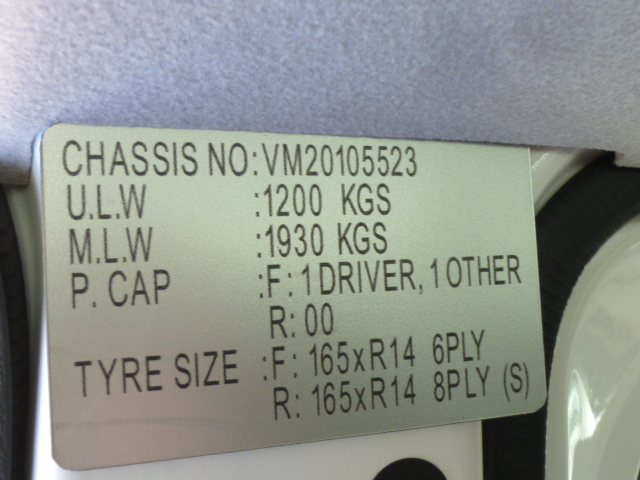 CHASSIS NO:VM20105523
U.L.W :1200 KGS
M.L.W :1930 KGS
P. CAP :F: 1 DRIVER, 1 OTHER
R: 00
TYRE SIZE :F: 165xR14 6PLY
R: 165xR14 8PLY (S)